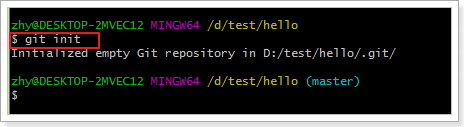 zhy@DESKTOP-2MVEC12 MINGW64 /d/test/hello
$ git init
Initialized empty Git repository in D:/test/hello/.git/
zhy@DESKTOP-2MVEC12 MINGW64 /d/test/hello (master)
$